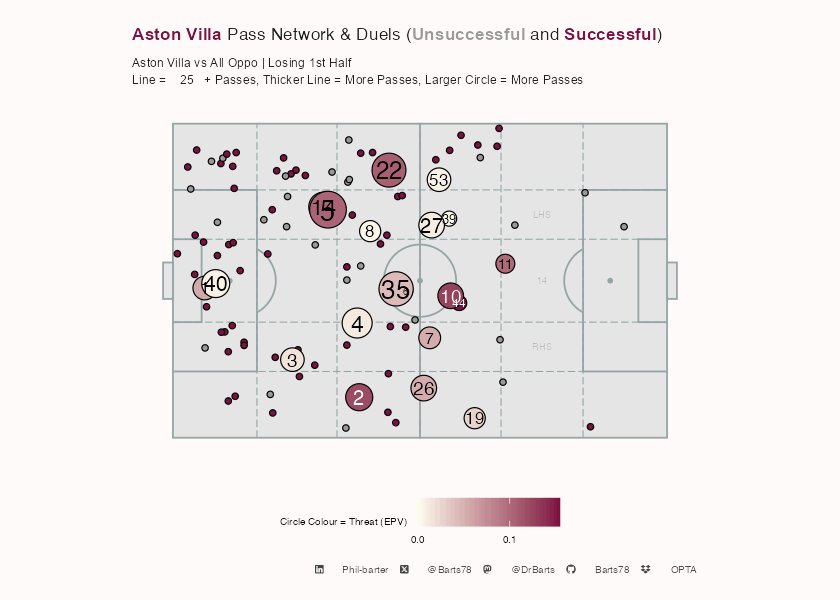 Aston Villa Pass Network & Duels (Unsuccessful and Successful)
Aston Villa vs All Oppo | Losing 1st Half
Line = 25 + Passes, Thicker Line = More Passes, Larger Circle = More Passes
22
53
5
27
39
LHS
8
11
40
35
10
44
14
4
7
RHS
3
26
2
19
Circle Colour = Threat (EPV)
0.0 0.1
Phil-barter @Barts78 @DrBarts Barts78 OPTA